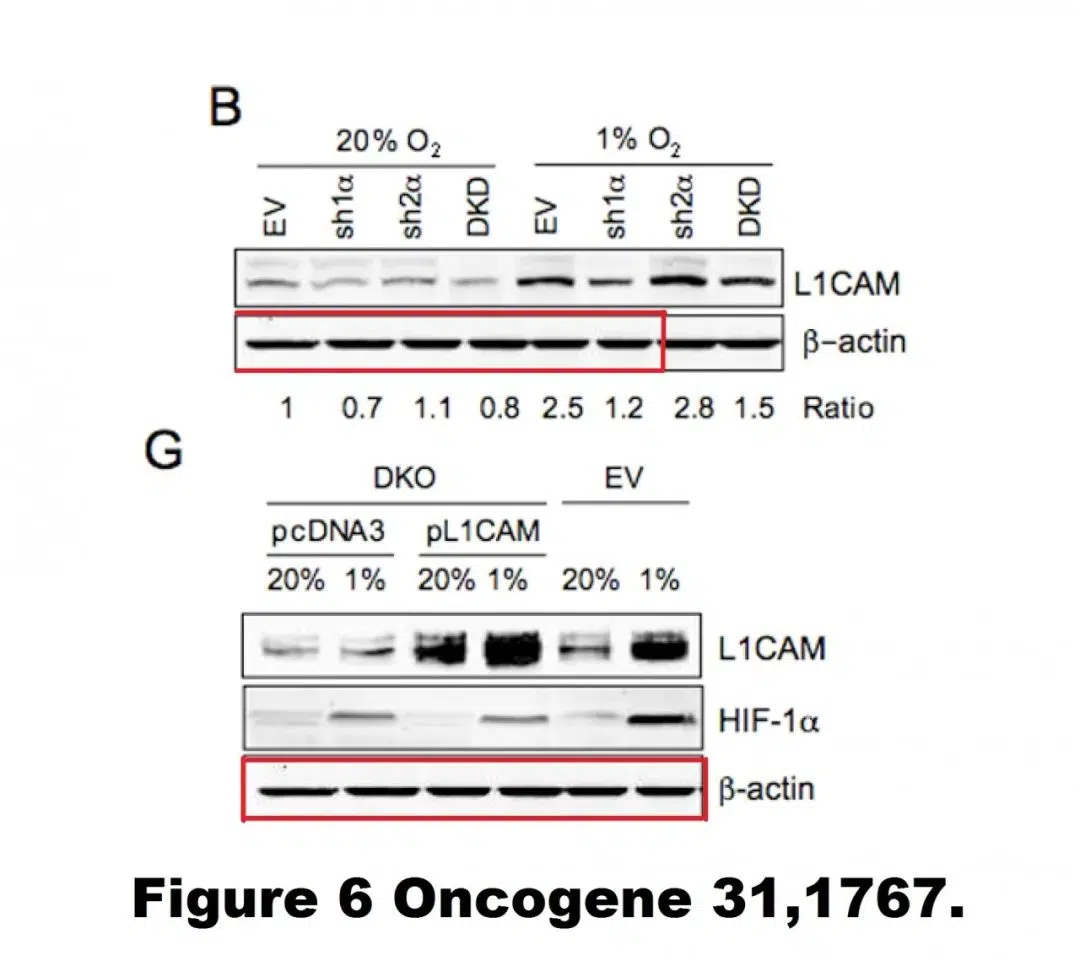 B
20% O₂ 1% O₂
EV sh1α sh2α DKD EV sh1α sh2α DKD
L1CAM
β–actin
1 0.7 1.1 0.8 2.5 1.2 2.8 1.5 Ratio
G
DKO EV
pcDNA3 pL1CAM
20% 1% 20% 1% 20% 1%
L1CAM
HIF-1α
β-actin
Figure 6 Oncogene 31,1767.